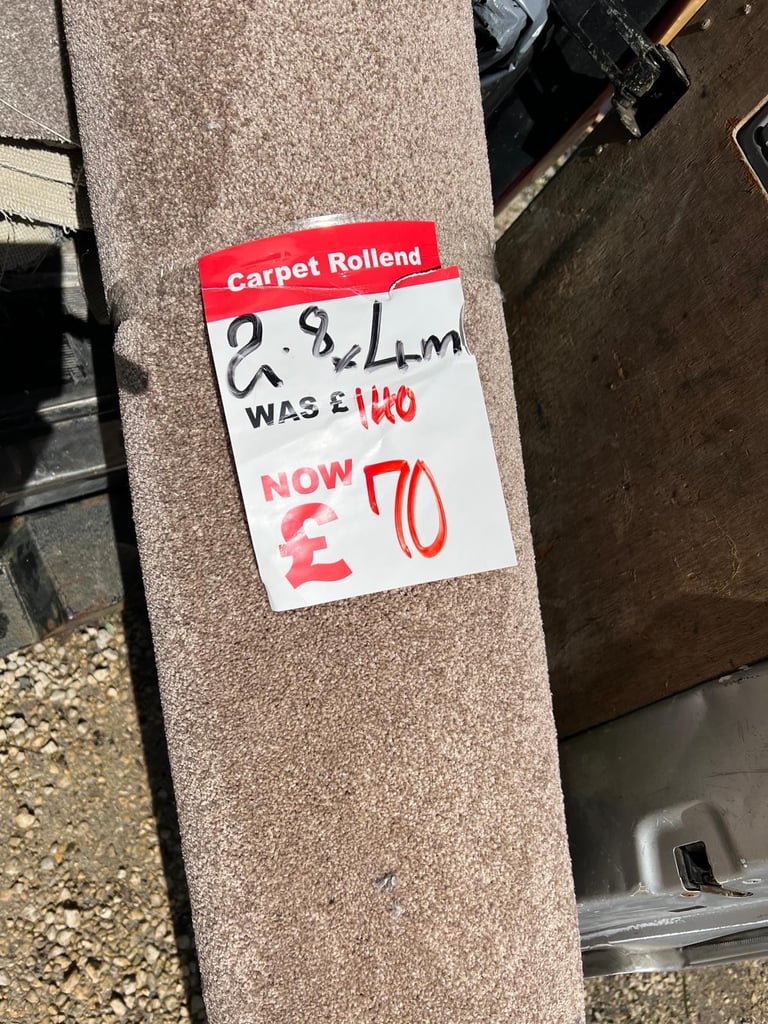 Carpet Rollend
2.8x4m
WAS £140
NOW
£70